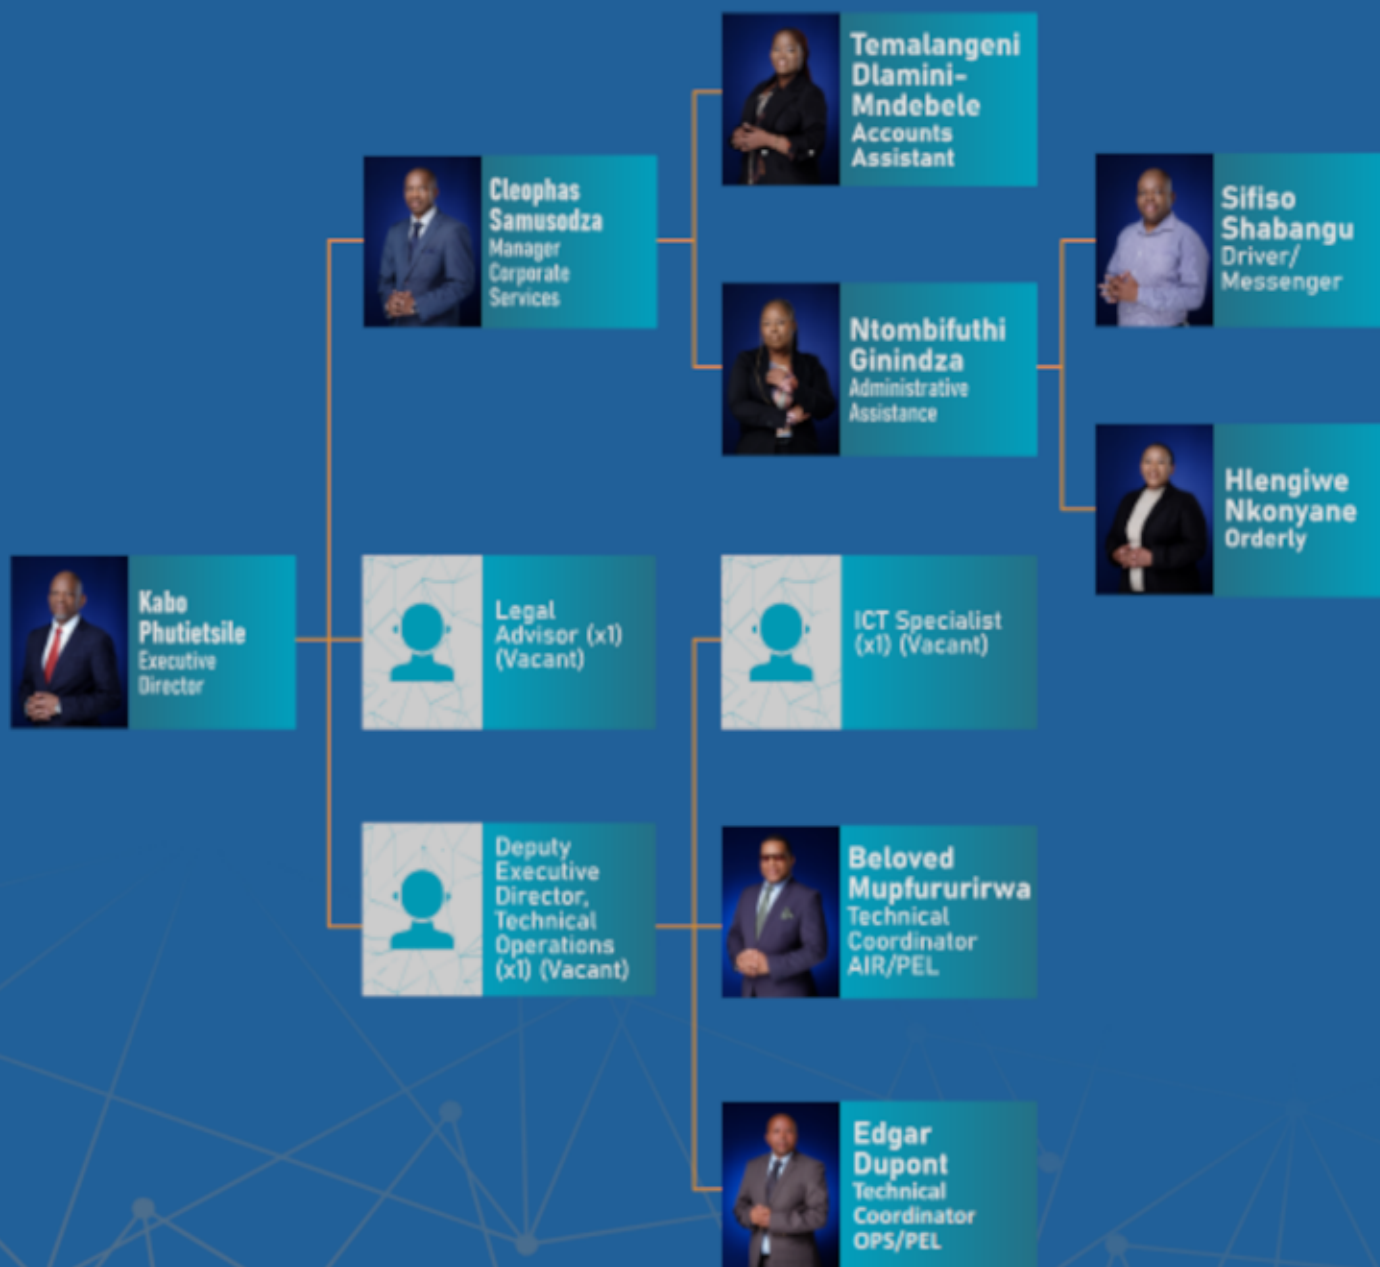 Temalangeni
Dlamini-
Mndebele
Accounts
Assistant
Cleophas
Samusodza
Manager
Corporate
Services
Sifiso
Shabangu
Driver/
Messenger
Ntombifuthi
Ginindza
Administrative
Assistance
Hlengiwe
Nkonyane
Orderly
Kabo
Phutietsile
Executive
Director
Legal
Advisor (x1)
(Vacant)
ICT Specialist
(x1) (Vacant)
Deputy
Executive
Director,
Technical
Operations
(x1) (Vacant)
Beloved
Mupfururirwa
Technical
Coordinator
AIR/PEL
Edgar
Dupont
Technical
Coordinator
OPS/PEL